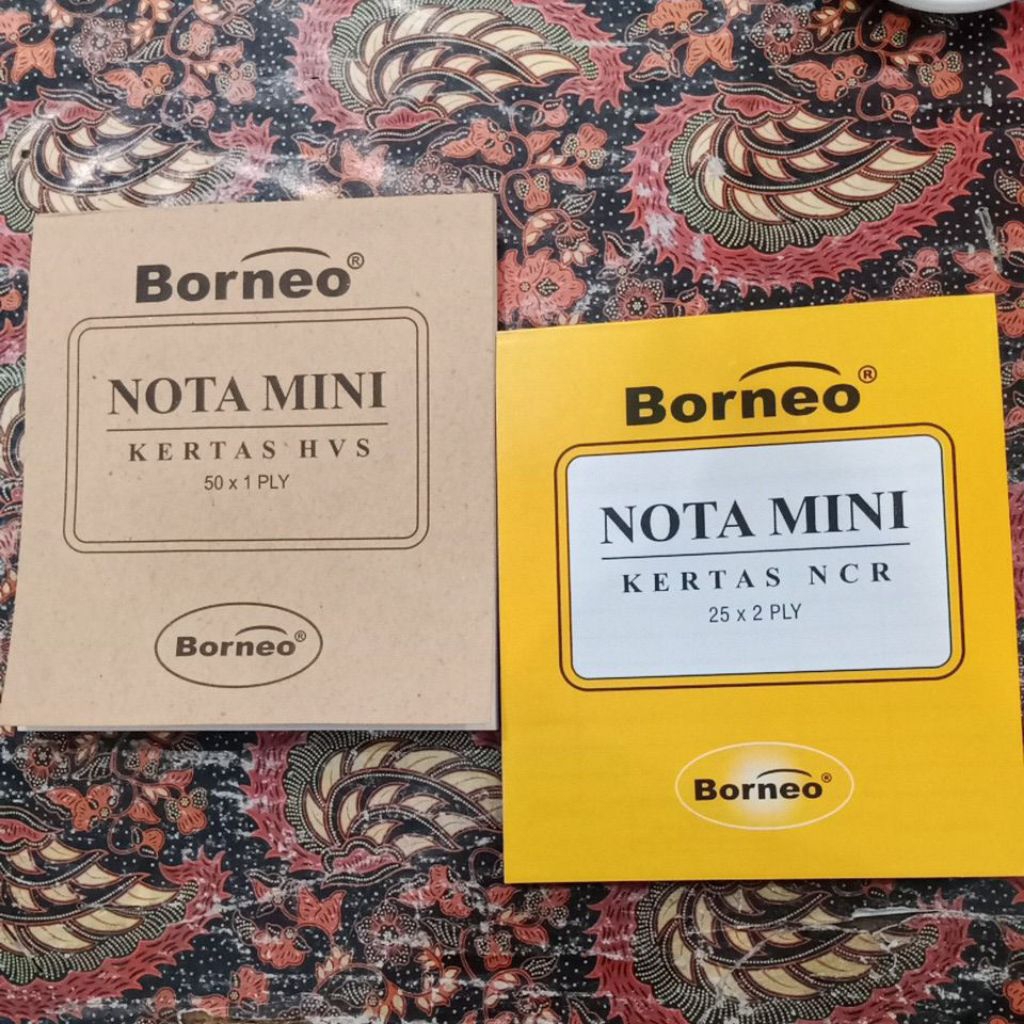 Borneo®
NOTA MINI
KERTAS HVS
50 x 1 PLY
Borneo®
Borneo®
NOTA MINI
KERTAS NCR
25 x 2 PLY
Borneo®